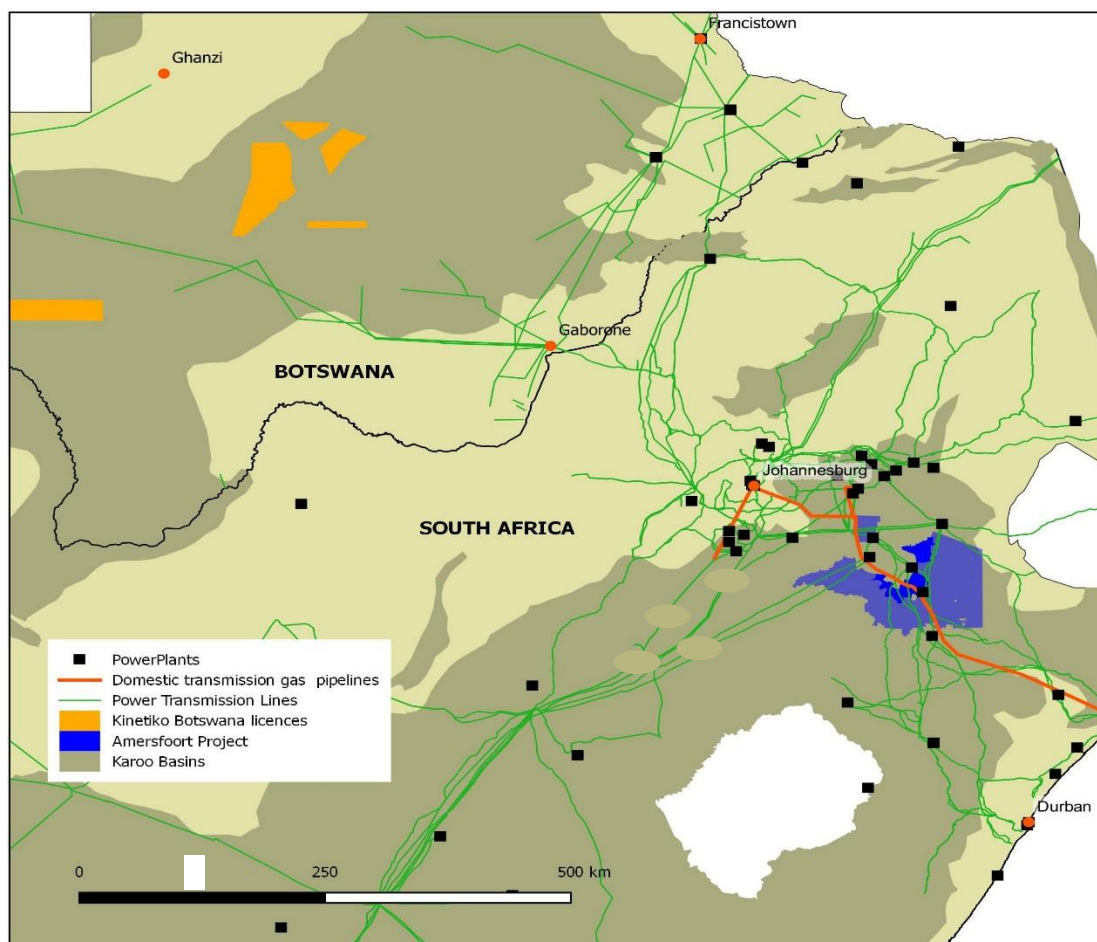 Francistown
Ghanzi
Gaborone
BOTSWANA
Johannesburg
SOUTH AFRICA
PowerPlants
Domestic transmission gas pipelines
Power Transmission Lines
Kinetiko Botswana licences
Amersfoort Project
Karoo Basins
Durban
0 250 500 km